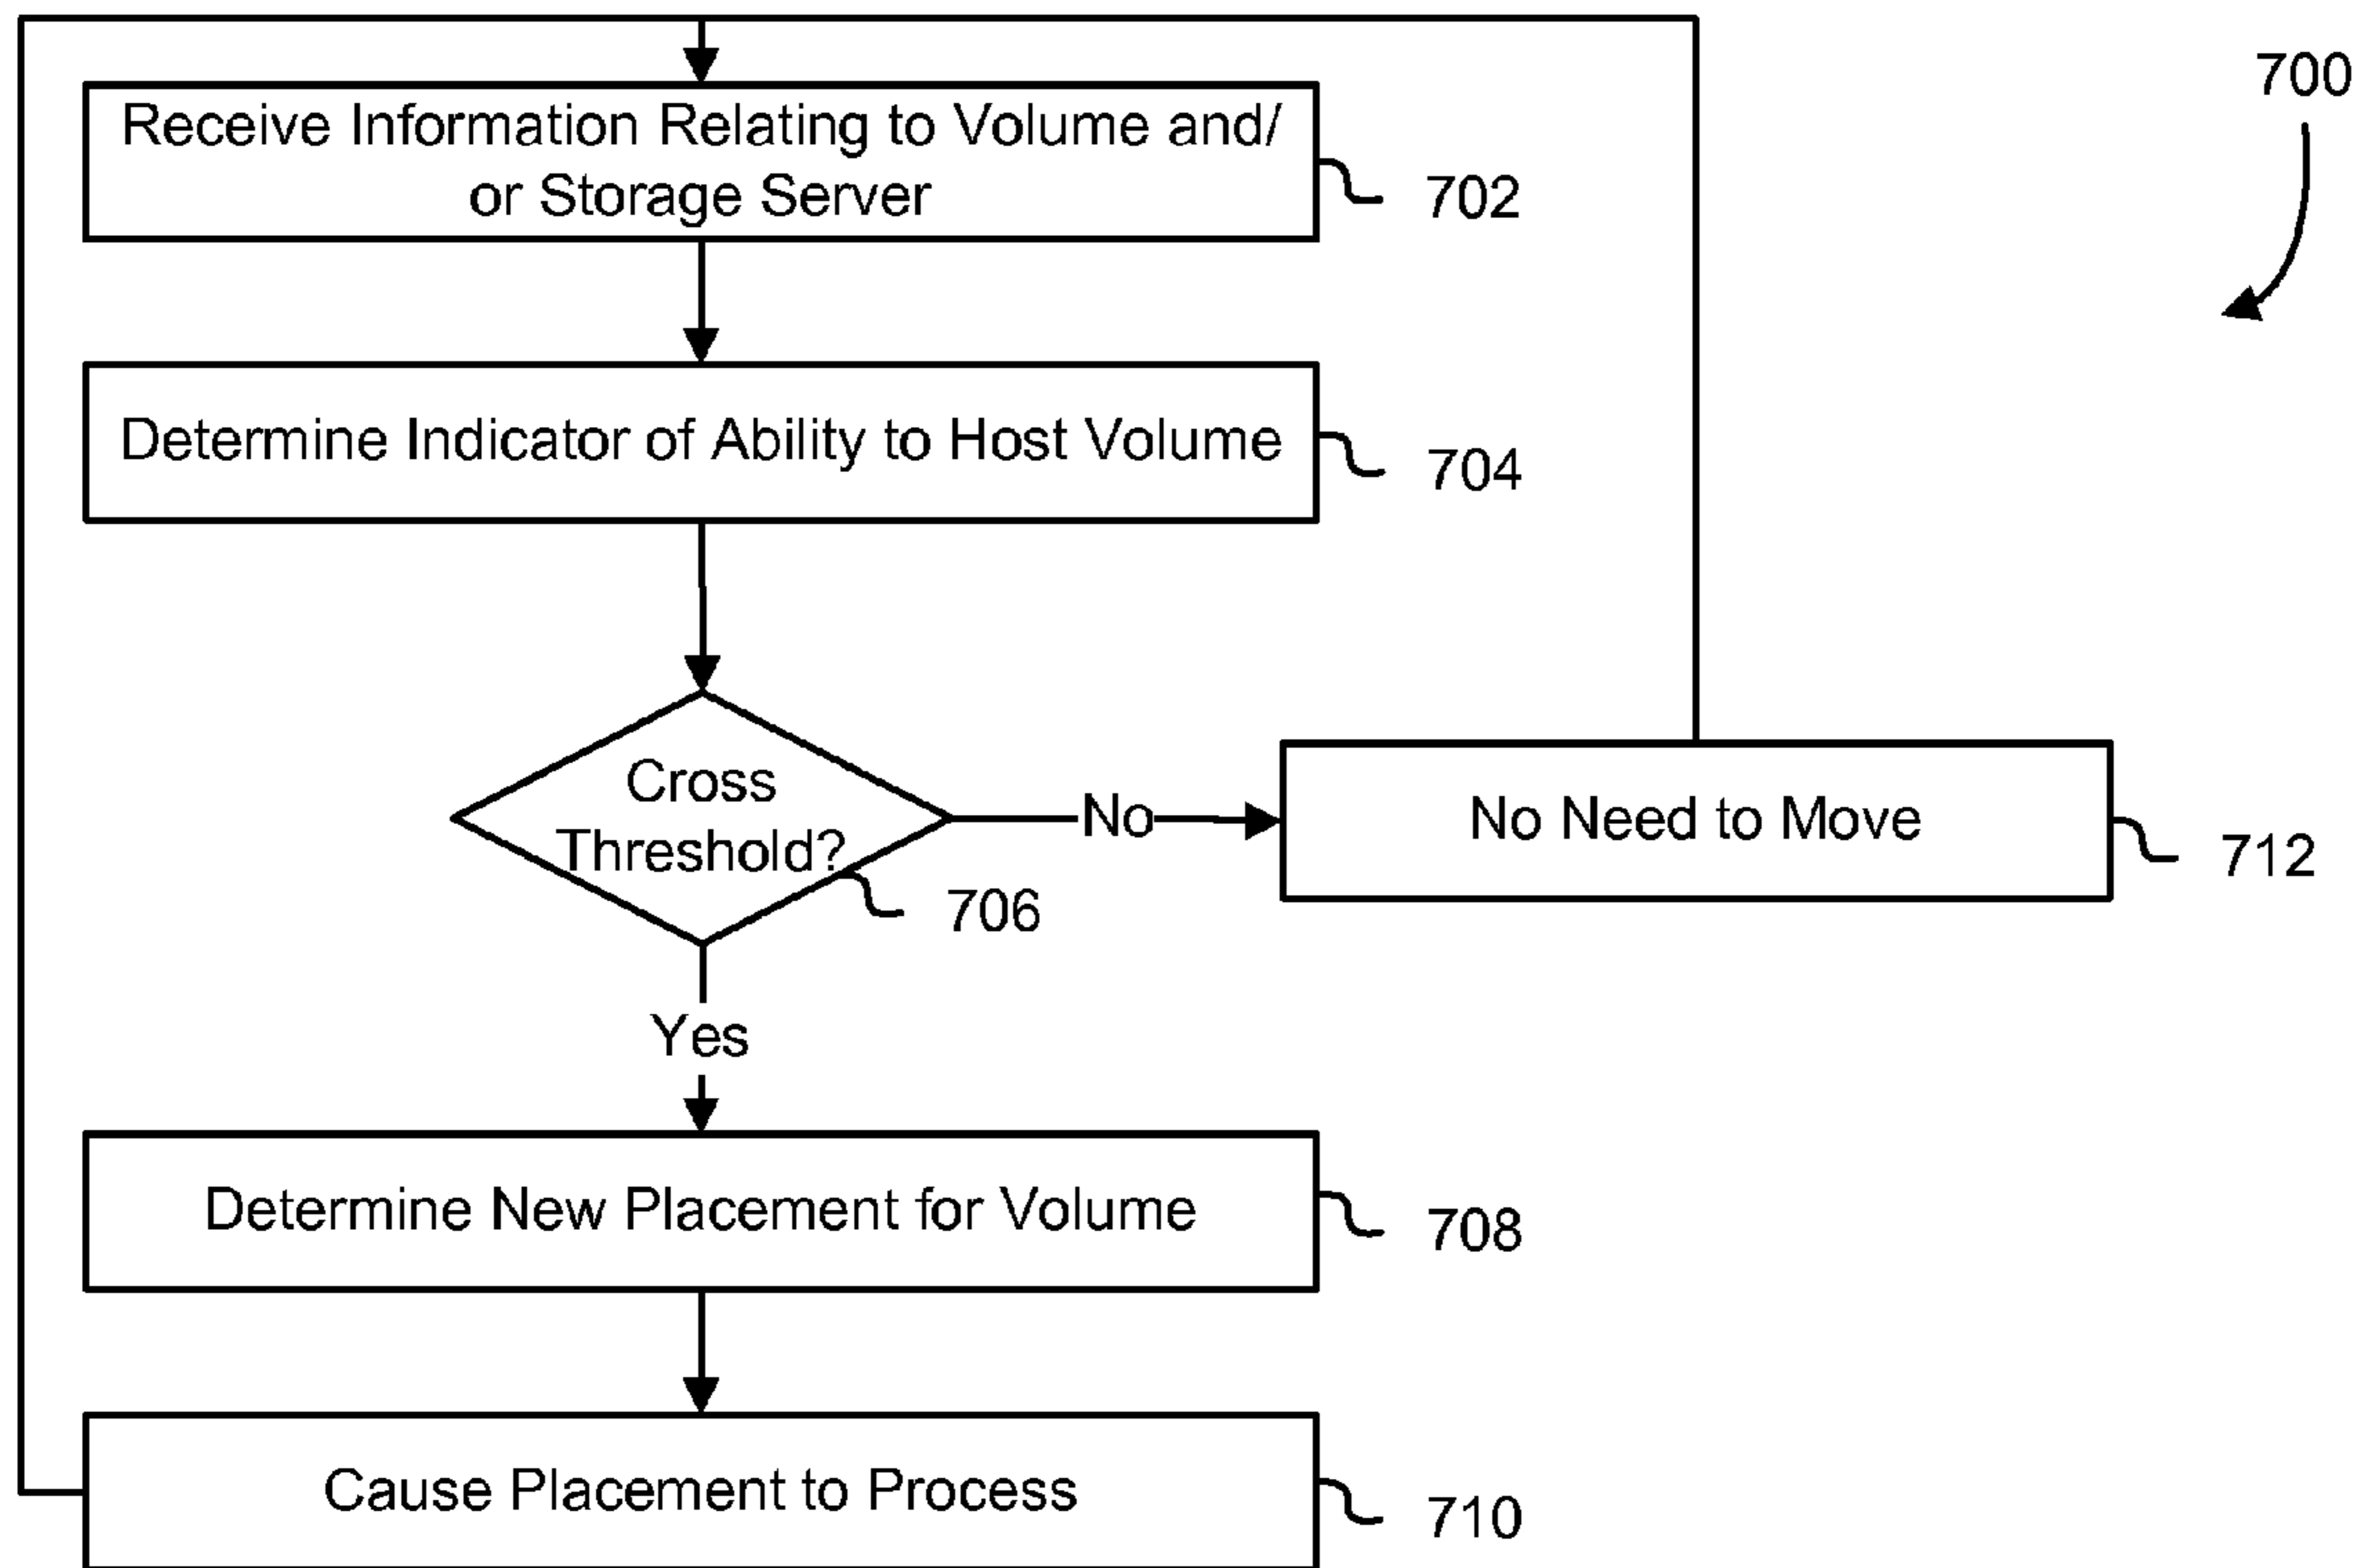 700
Receive Information Relating to Volume and/
or Storage Server
702
Determine Indicator of Ability to Host Volume
704
Cross
Threshold?
706
No
No Need to Move
712
Yes
Determine New Placement for Volume
708
Cause Placement to Process
710